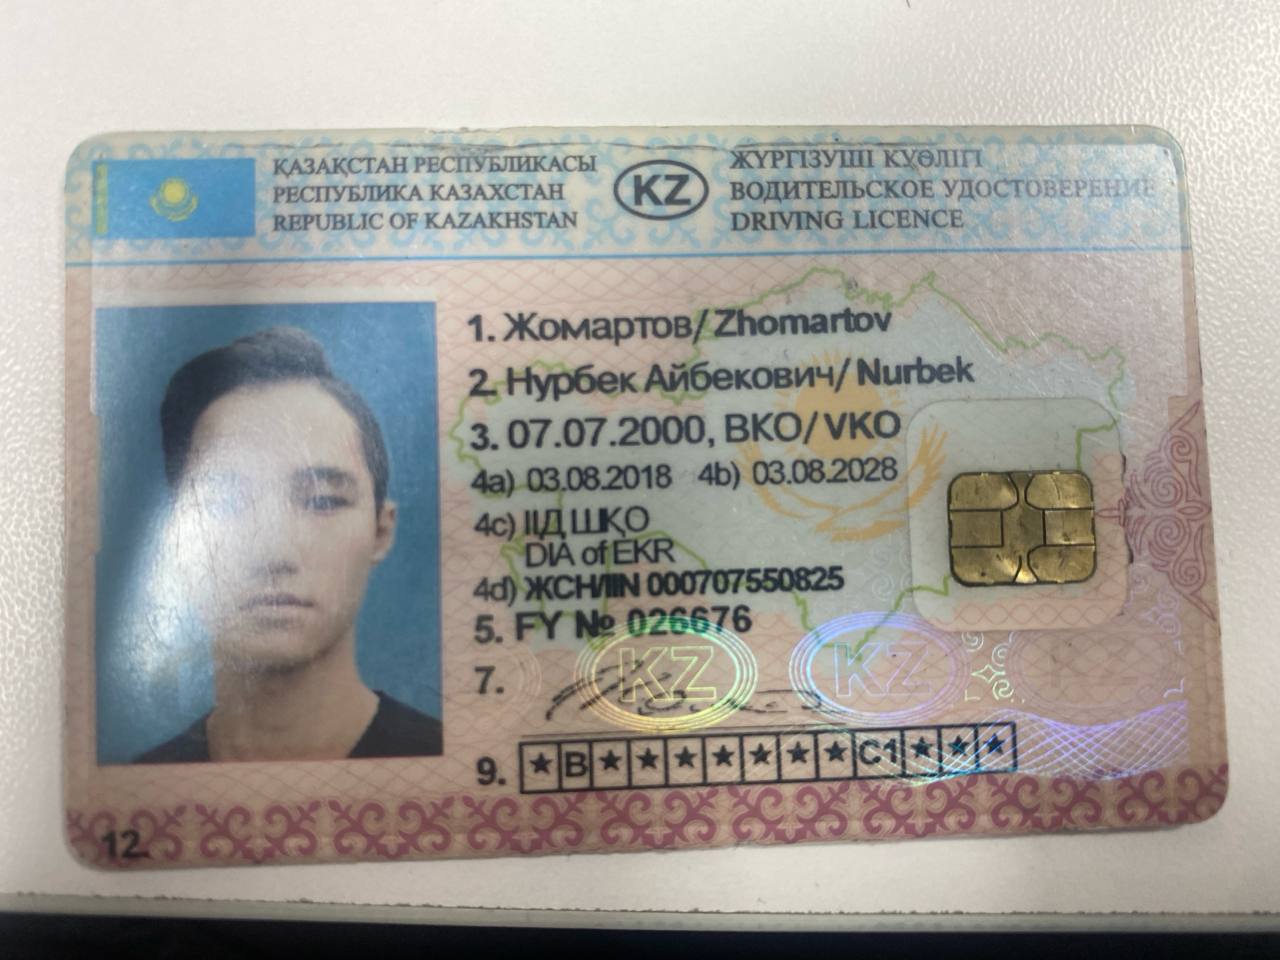 ҚАЗАҚСТАН РЕСПУБЛИКАСЫ
РЕСПУБЛИКА КАЗАХСТАН
REPUBLIC OF KAZAKHSTAN
KZ
ЖҮРГІЗУШІ КУӘЛІГІ
ВОДИТЕЛЬСКОЕ УДОСТОВЕРЕНИЕ
DRIVING LICENCE
1. Жомартов/ Zhomartov
2. Нурбек Айбекович/ Nurbek
3. 07.07.2000, ВКО/ VKO
4a) 03.08.2018 4b) 03.08.2028
4c) ІІД ШҚО
DIA of EKR
4d) ЖСН/IIN 000707550825
5. FY № 026676
7.
KZ KZ KZ
9. ★ B ★ ★ ★ ★ ★ ★ ★ C1 ★ ★ ★
12.